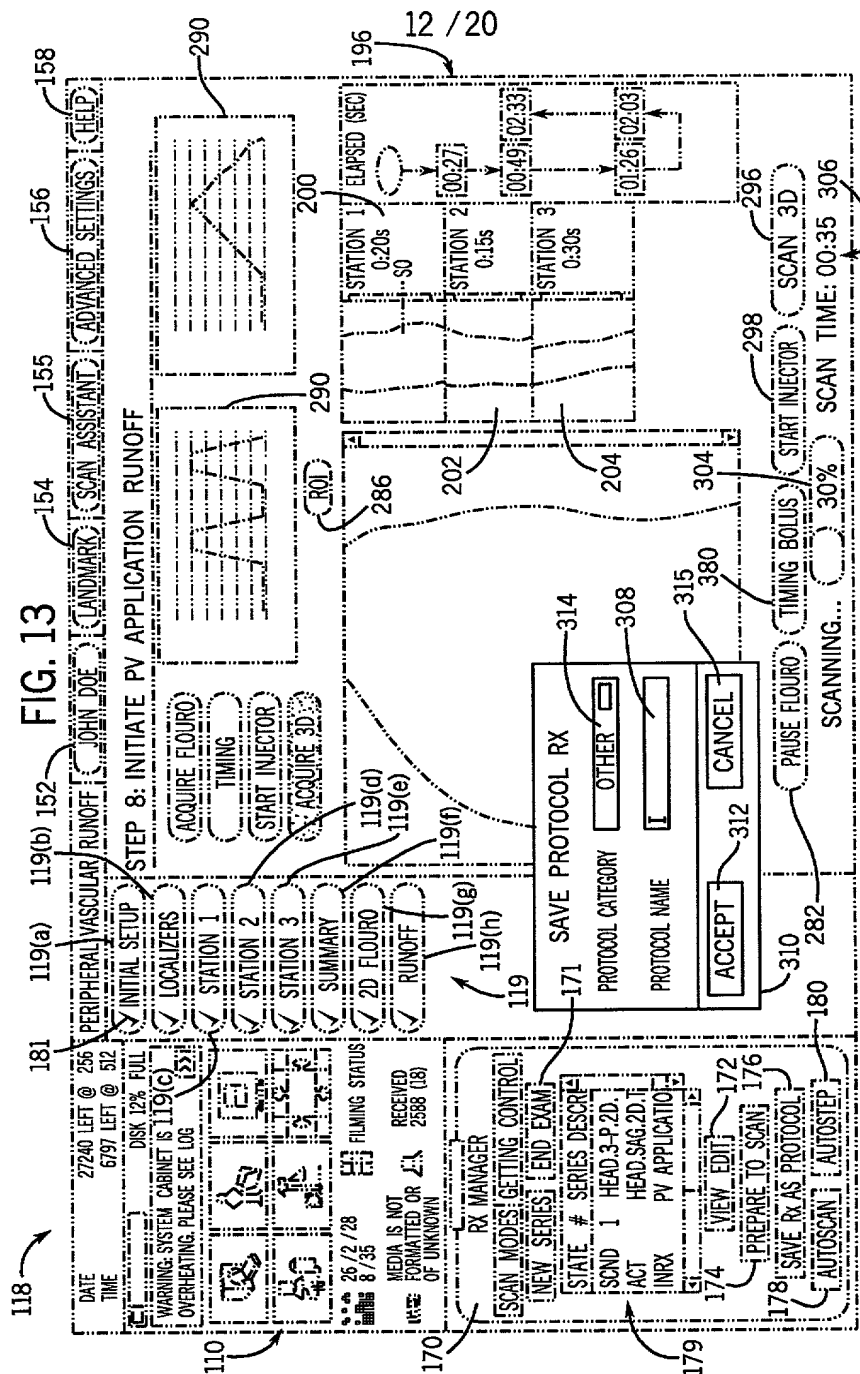 12 / 20
FIG. 13
118
152
154
155
156
158
DATE
TIME
27240 LEFT @ 256
6797 LEFT @ 512
DISK 12% FULL
WARNING: SYSTEM CABINET IS
OVERHEATING. PLEASE SEE LOG
119(c)
110
26 / 2 / 28
8 / 35
FILMING STATUS
MEDIA IS NOT
FORMATTED OR
OF UNKNOWN
RECEIVED
2588 (18)
170
RX MANAGER
SCAN MODES
GETTING CONTROL
NEW SERIES
END EXAM
171
STATE # SERIES DESCR
SCND 1 HEAD.3-P.2D.
ACT HEAD.SAG.2D.T
INRX PV APPLICATIO
179
VIEW EDIT
172
174
PREPARE TO SCAN
176
SAVE Rx AS PROTOCOL
178
AUTOSCAN
AUTOSTEP
180
PERIPHERAL VASCULAR RUNOFF
JOHN DOE
LANDMARK
SCAN ASSISTANT
ADVANCED SETTINGS
HELP
181
119(a)
119(b)
INITIAL SETUP
LOCALIZERS
STATION 1
STATION 2
119(d)
STATION 3
119(e)
SUMMARY
119(f)
2D FLOURO
119(g)
RUNOFF
119(h)
119
STEP 8: INITIATE PV APPLICATION RUNOFF
ACQUIRE FLOURO
TIMING
START INJECTOR
ACQUIRE 3D
290
290
ROI
286
200
196
STATION 1
0:20s
SO
ELAPSED (SEC)
STATION 2
0:15s
00:27
STATION 3
0:30s
00:49
02:33
01:26
02:03
202
204
SAVE PROTOCOL RX
PROTOCOL CATEGORY
OTHER
314
PROTOCOL NAME
I
308
ACCEPT
312
CANCEL
315
310
282
380
304
298
296
PAUSE FLOURO
TIMING BOLUS
START INJECTOR
SCAN 3D
SCANNING...
30%
SCAN TIME: 00:35
306